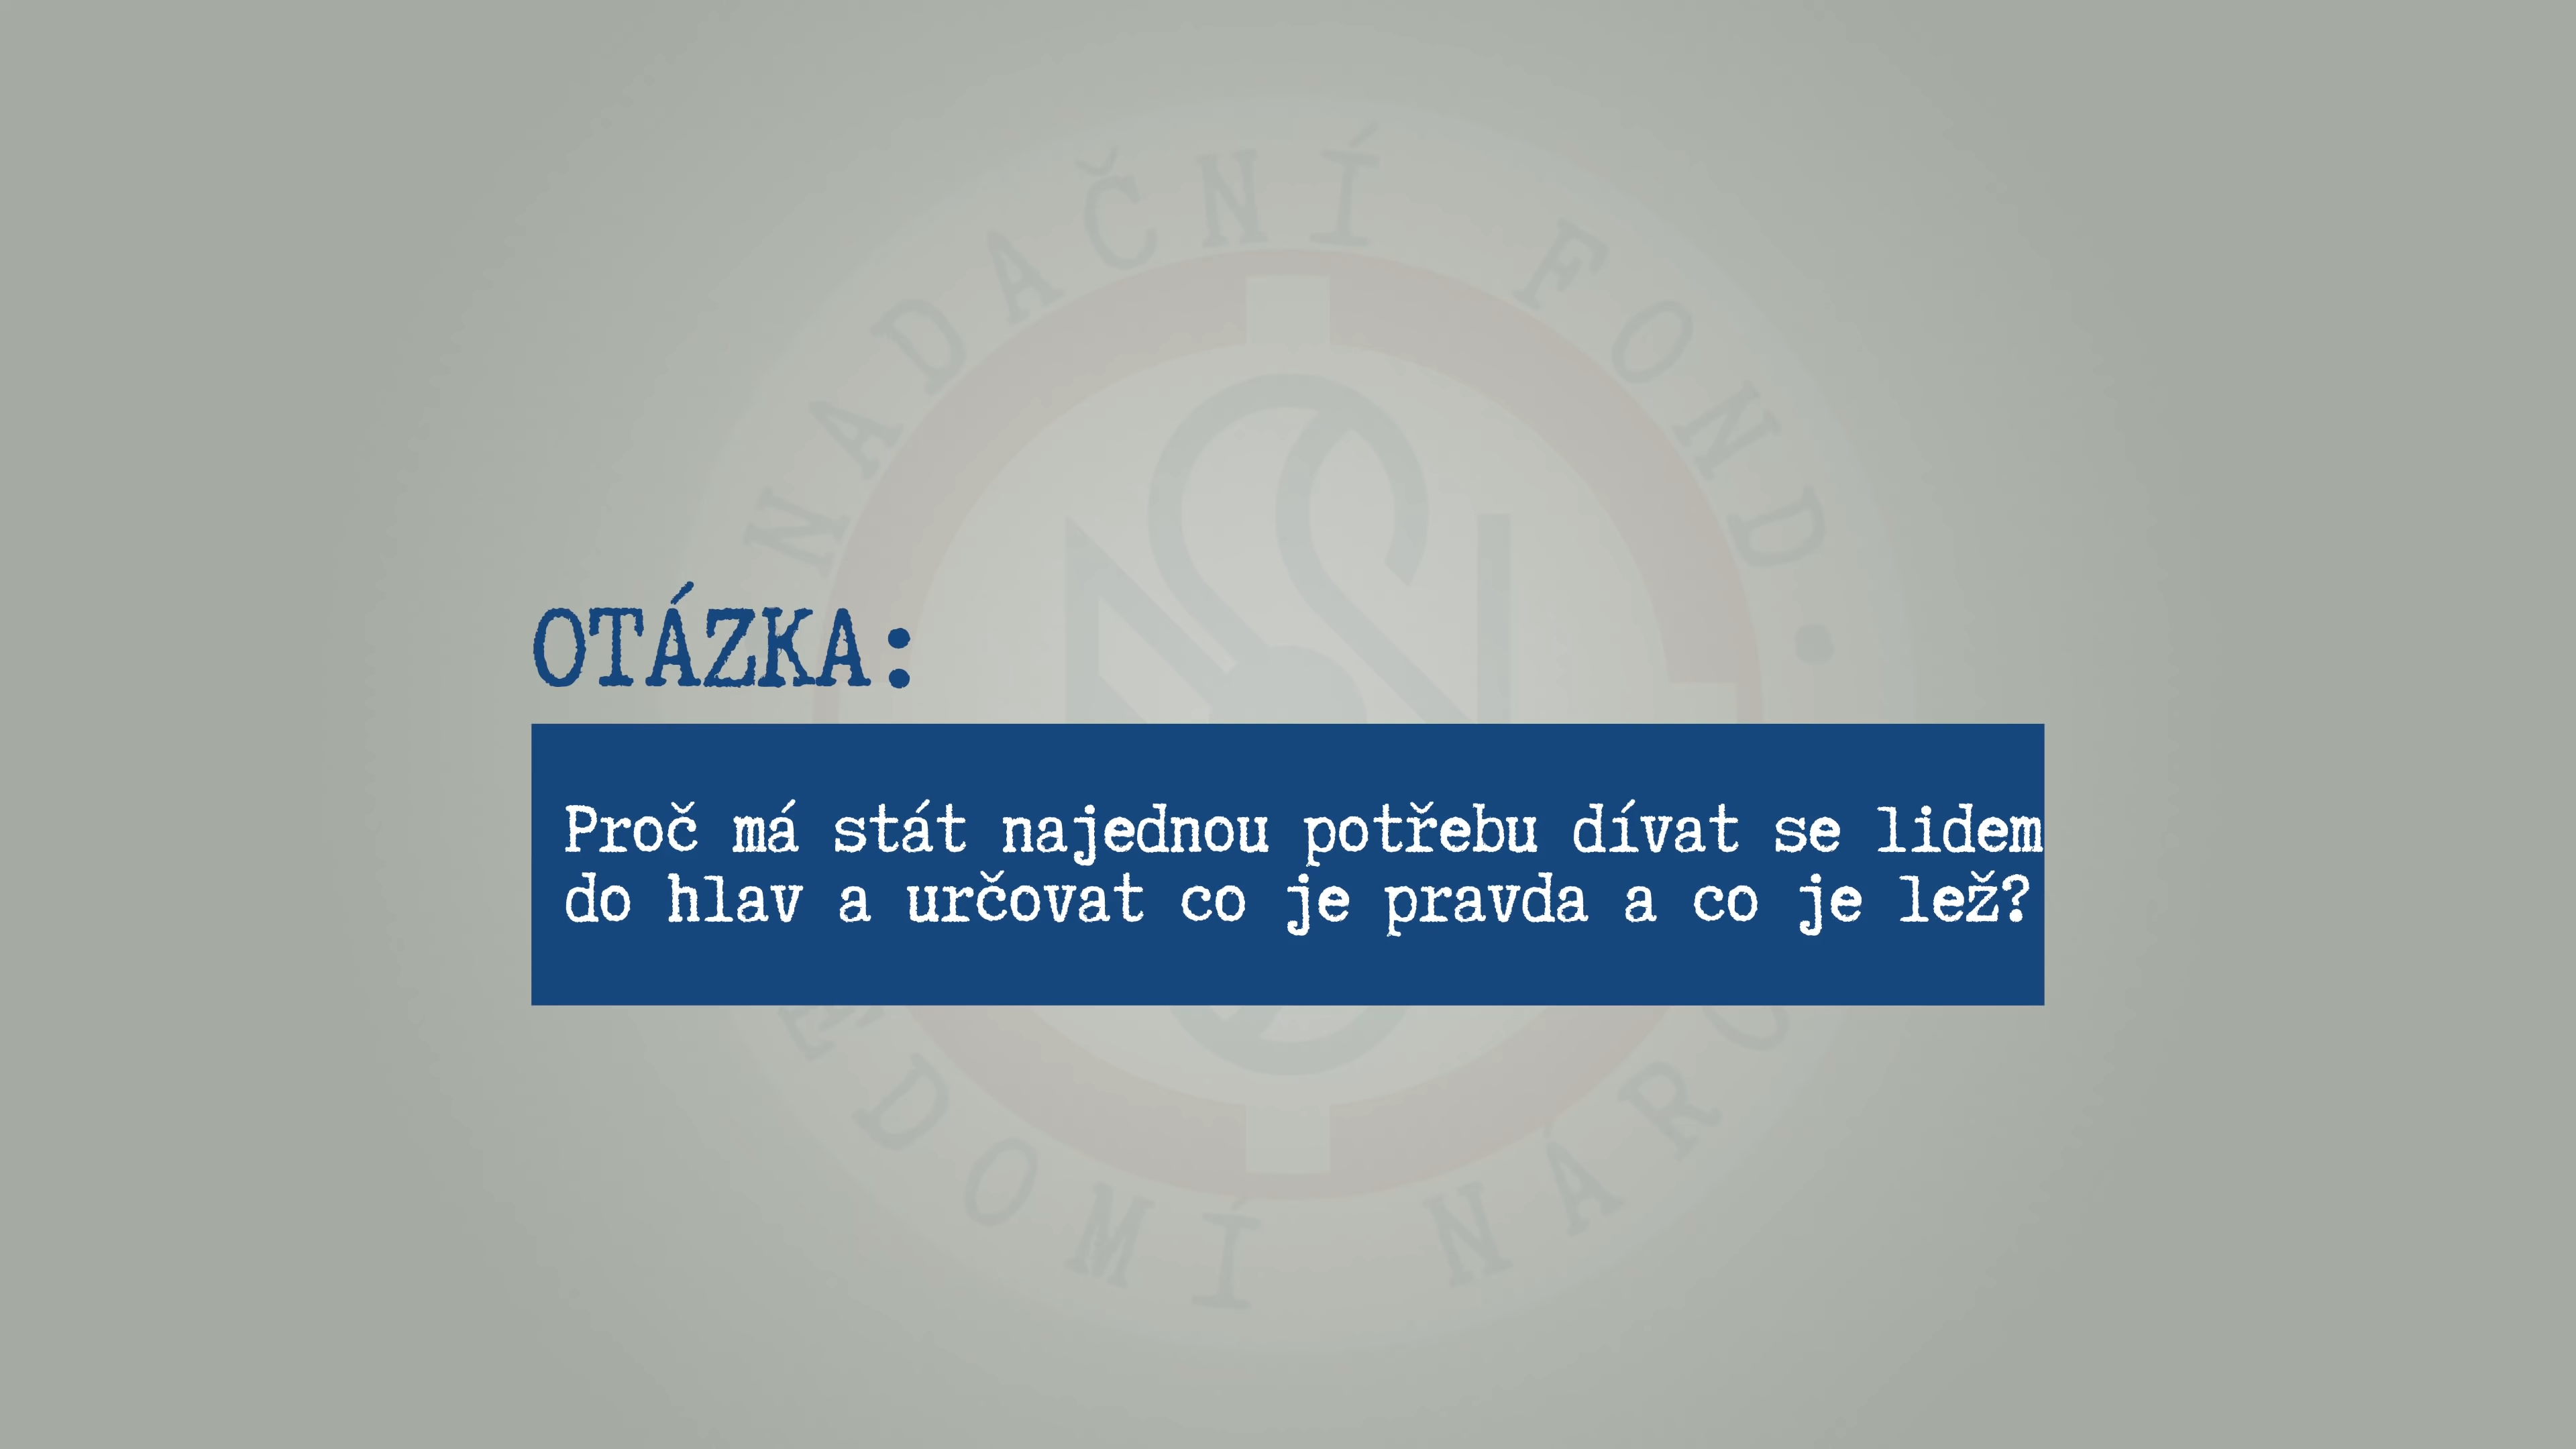 NADAČNÍ FOND
OTÁZKA:
Proč má stát najednou potřebu dívat se lidem
do hlav a určovat co je pravda a co je lež?